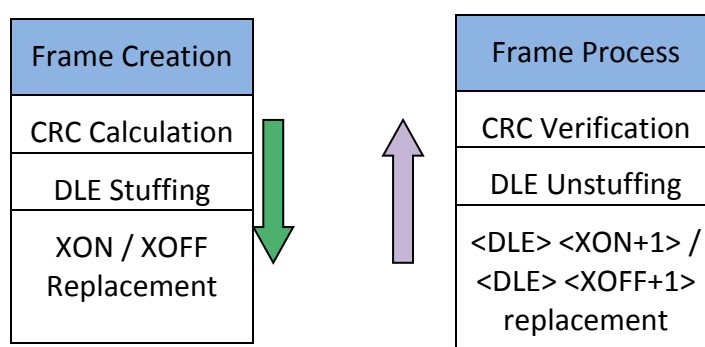 Frame Creation
CRC Calculation
DLE Stuffing
XON / XOFF
Replacement
Frame Process
CRC Verification
DLE Unstuffing
<DLE> <XON+1> /
<DLE> <XOFF+1>
replacement